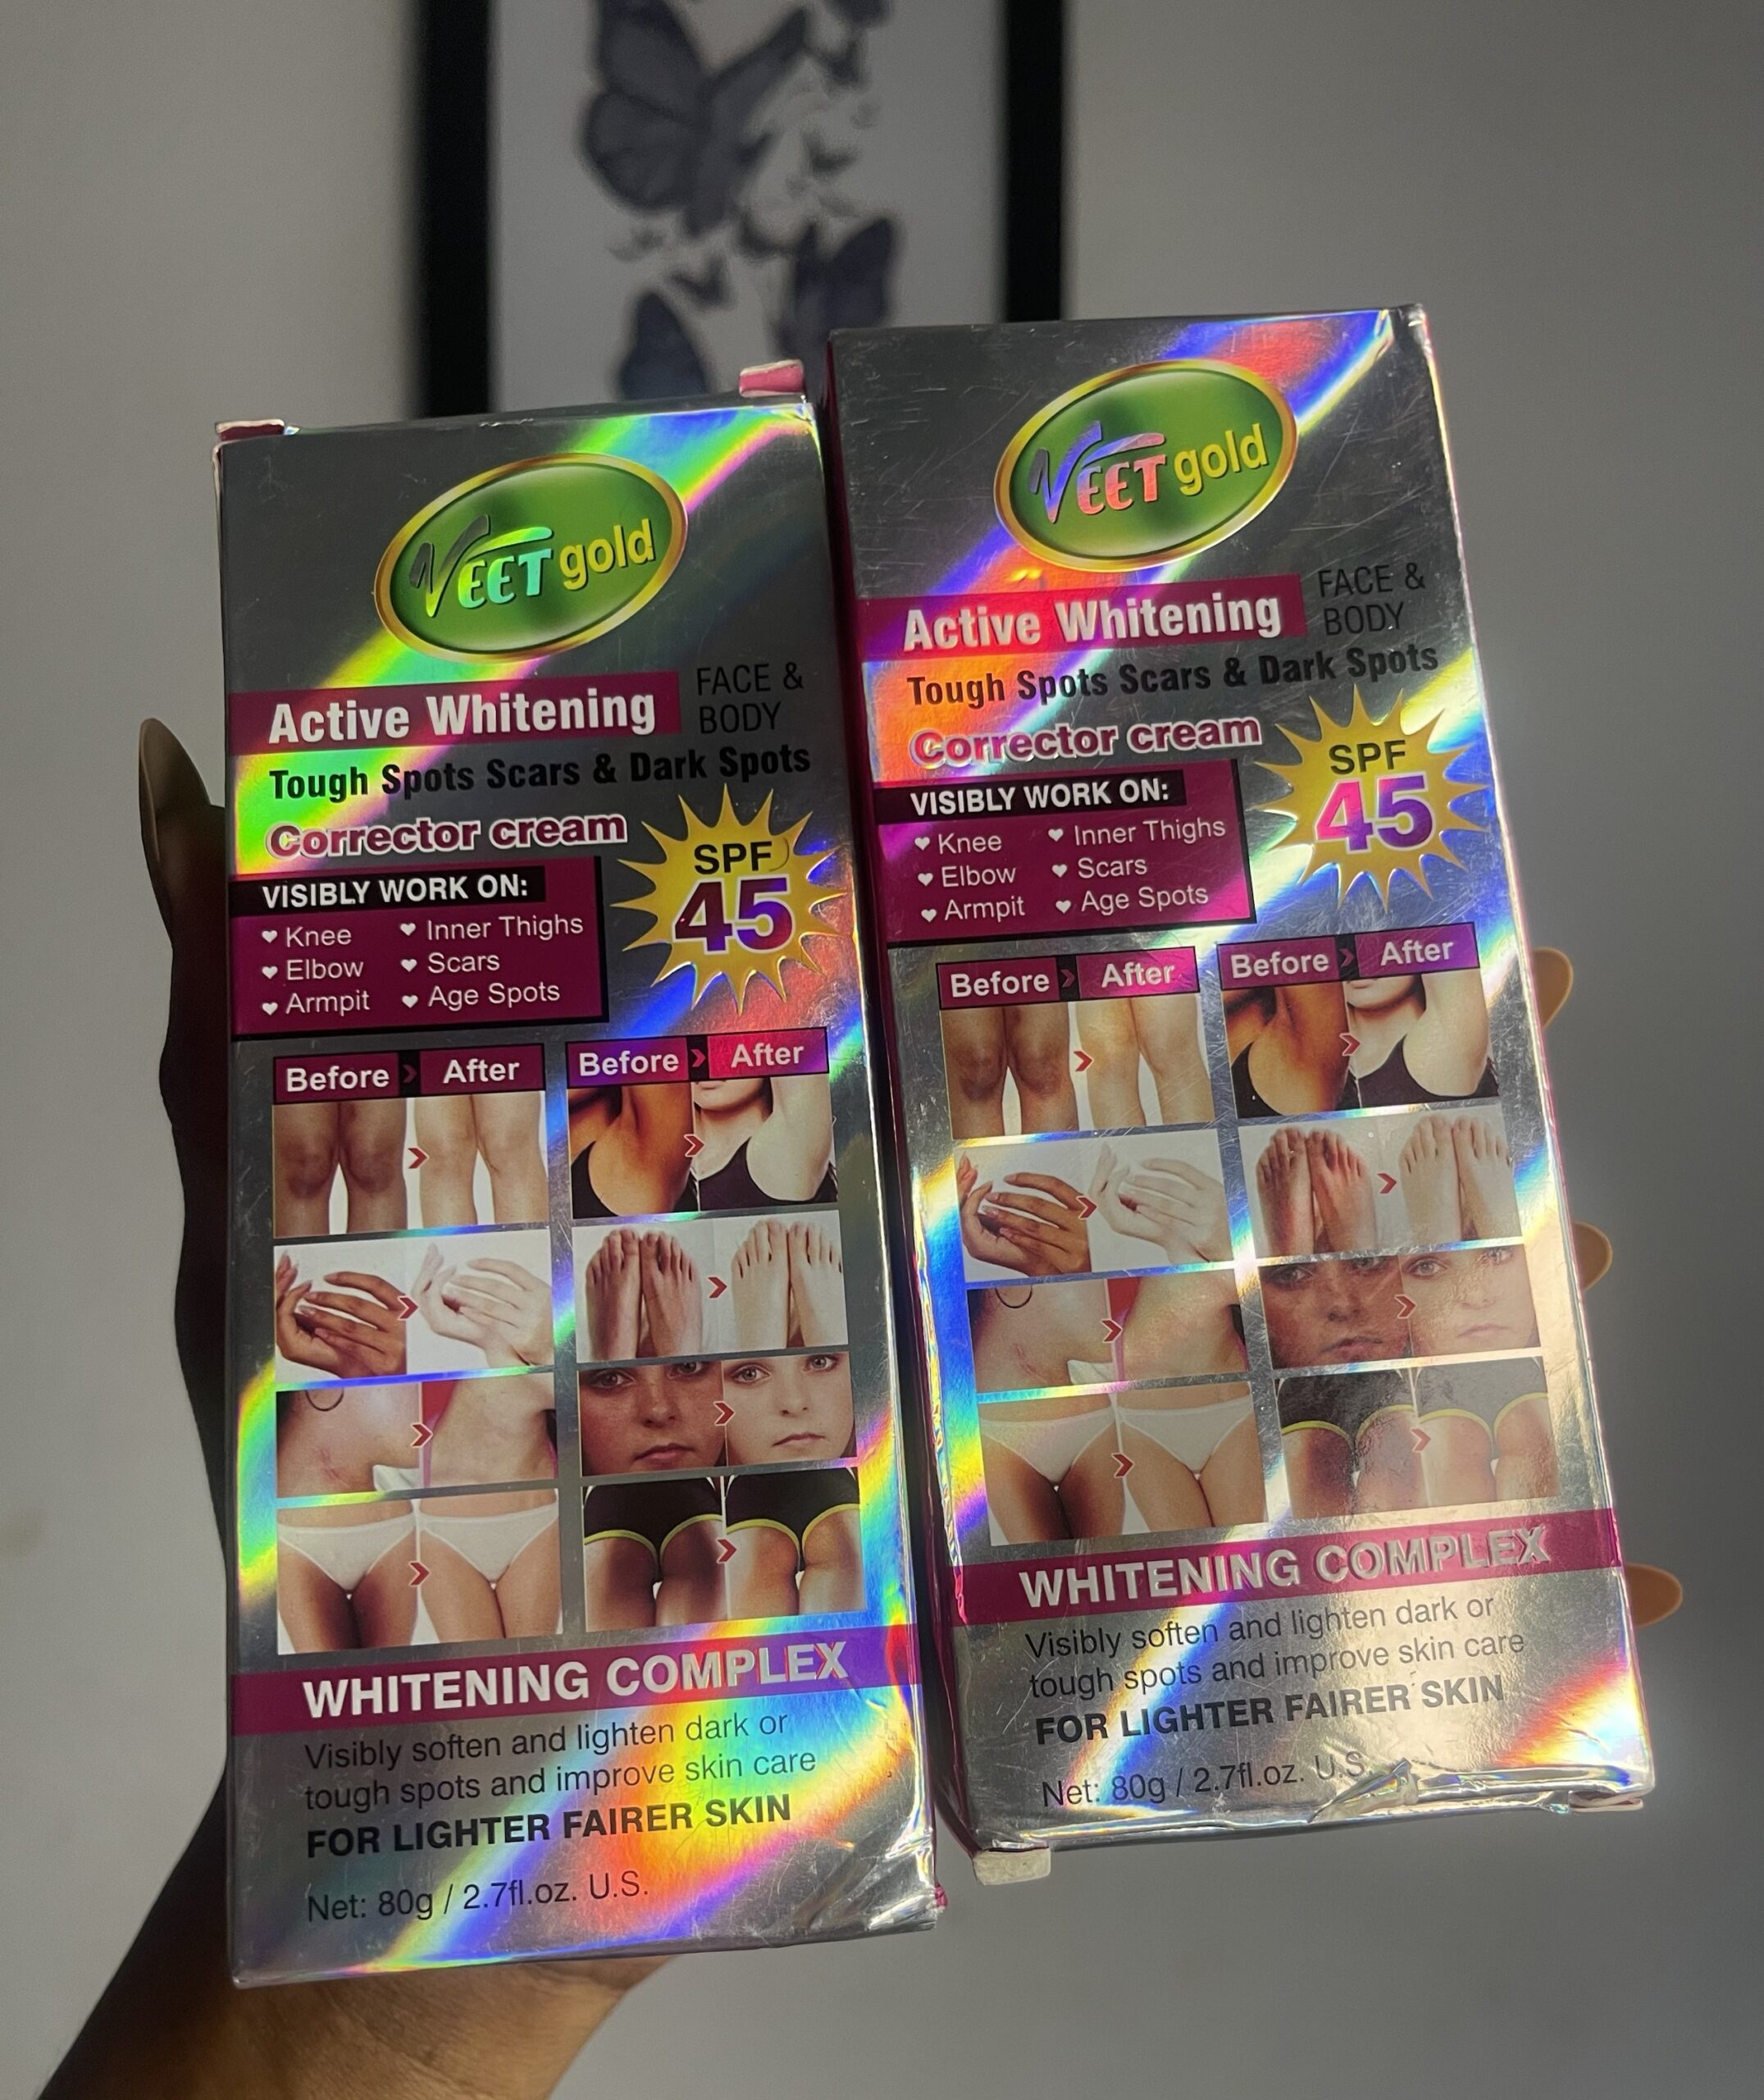 VEET gold
Active Whitening
FACE &
BODY
Tough Spots Scars & Dark Spots
Corrector cream
SPF
45
VISIBLY WORK ON:
Knee
Elbow
Armpit
Inner Thighs
Scars
Age Spots
Before > After
Before > After
WHITENING COMPLEX
Visibly soften and lighten dark or
tough spots and improve skin care
FOR LIGHTER FAIRER SKIN
Net: 80g / 2.7fl.oz. U.S.
VEET gold
Active Whitening
FACE &
BODY
Tough Spots Scars & Dark Spots
Corrector cream
SPF
45
VISIBLY WORK ON:
Knee
Elbow
Armpit
Inner Thighs
Scars
Age Spots
Before > After
Before > After
WHITENING COMPLEX
Visibly soften and lighten dark or
tough spots and improve skin care
FOR LIGHTER FAIRER SKIN
Net: 80g / 2.7fl.oz. U.S.